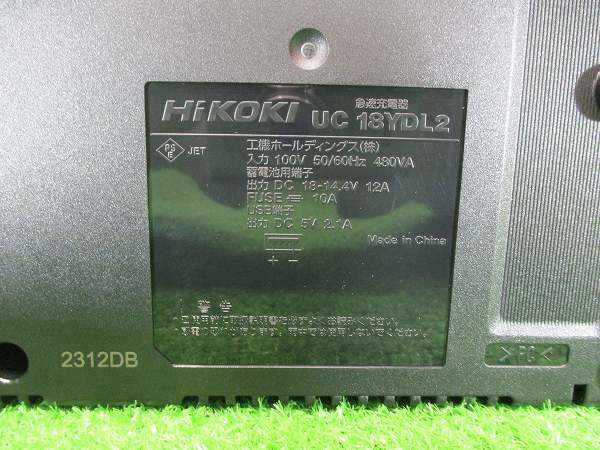 HiKOKI 急速充電器
UC 18YDL2
PS
E JET 工機ホールディングス(株)
入力 100V 50/60Hz 480VA
蓄電池用端子
出力 DC 18-14.4V 12A
FUSE 10A
USB端子
出力 DC 5V 2.1A
+ −
Made in China
警告
2312DB
>PC<